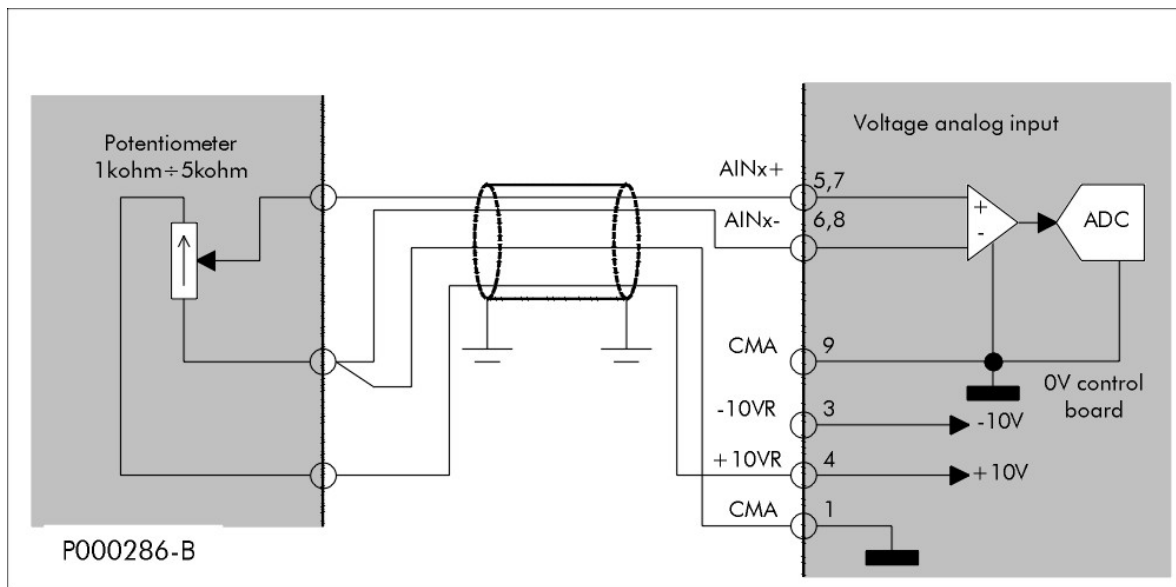 Potentiometer
1kohm÷5kohm
Voltage analog input
AINx+
5,7
AINx-
6,8
+
-
ADC
CMA
9
0V control
board
-10VR
3
-10V
+10VR
4
+10V
CMA
1
P000286-B